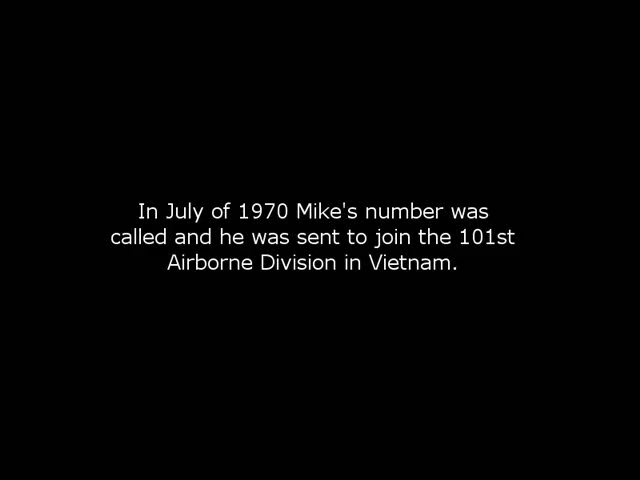 In July of 1970 Mike's number was
called and he was sent to join the 101st
Airborne Division in Vietnam.